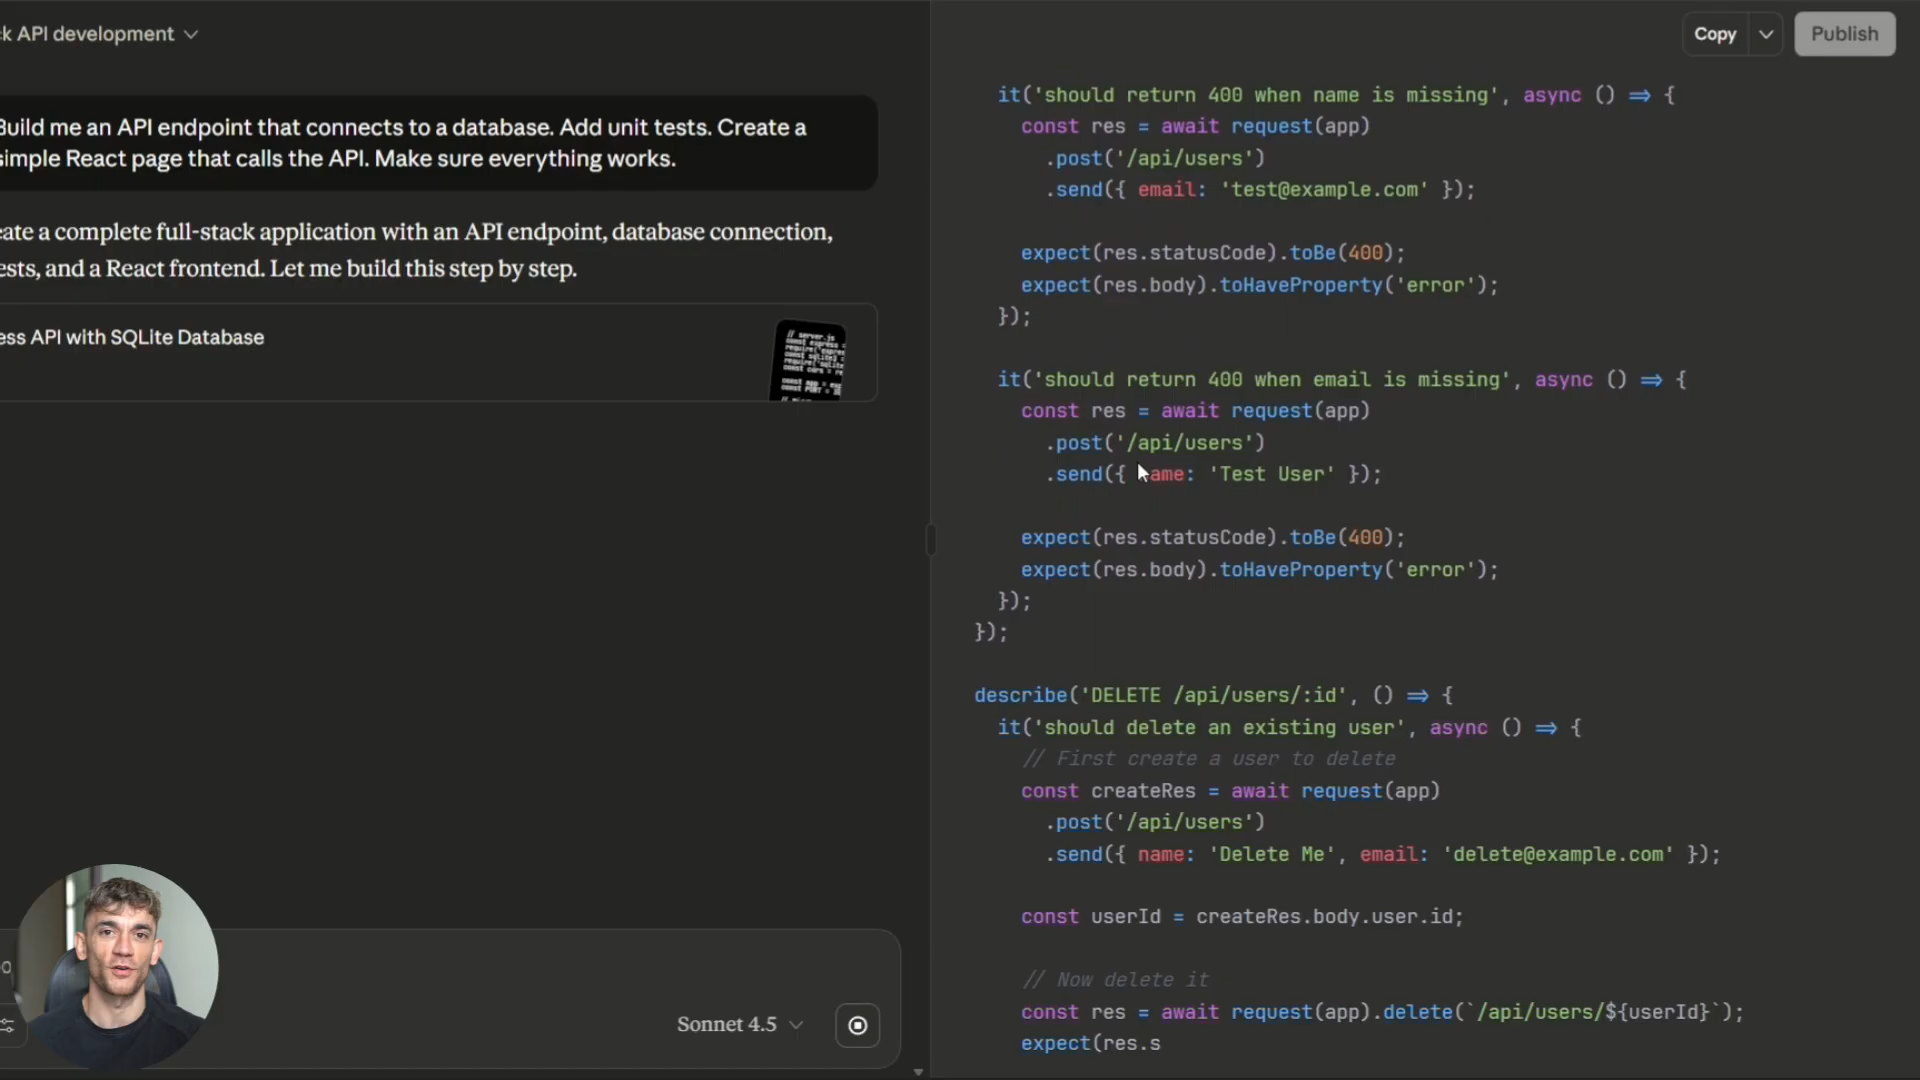 k API development
Build me an API endpoint that connects to a database. Add unit tests. Create a
simple React page that calls the API. Make sure everything works.
eate a complete full-stack application with an API endpoint, database connection,
ests, and a React frontend. Let me build this step by step.
ess API with SQLite Database
// server.js
Sonnet 4.5
Copy
Publish
it('should return 400 when name is missing', async () => {
const res = await request(app)
.post('/api/users')
.send({ email: 'test@example.com' });
expect(res.statusCode).toBe(400);
expect(res.body).toHaveProperty('error');
});
it('should return 400 when email is missing', async () => {
const res = await request(app)
.post('/api/users')
.send({ ame: 'Test User' });
expect(res.statusCode).toBe(400);
expect(res.body).toHaveProperty('error');
});
});
describe('DELETE /api/users/:id', () => {
it('should delete an existing user', async () => {
// First create a user to delete
const createRes = await request(app)
.post('/api/users')
.send({ name: 'Delete Me', email: 'delete@example.com' });
const userId = createRes.body.user.id;
// Now delete it
const res = await request(app).delete(`/api/users/${userId}`);
expect(res.s